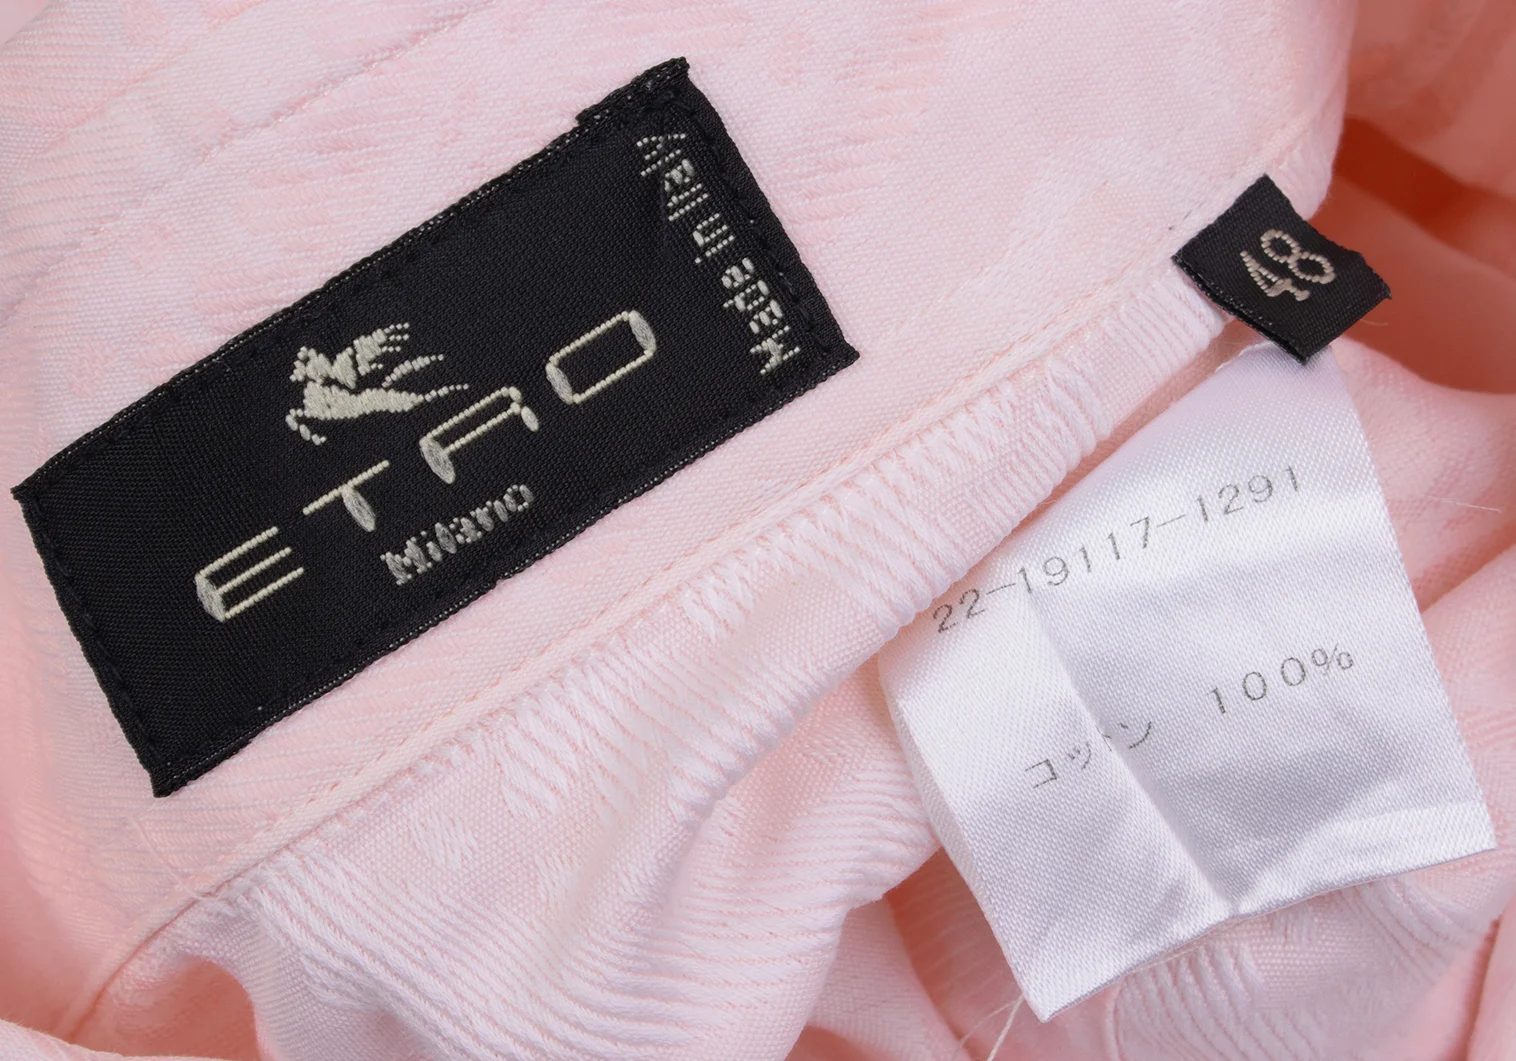 ETRO
Milano
Made in Italy
48
22-19117-1291
コットン 100%